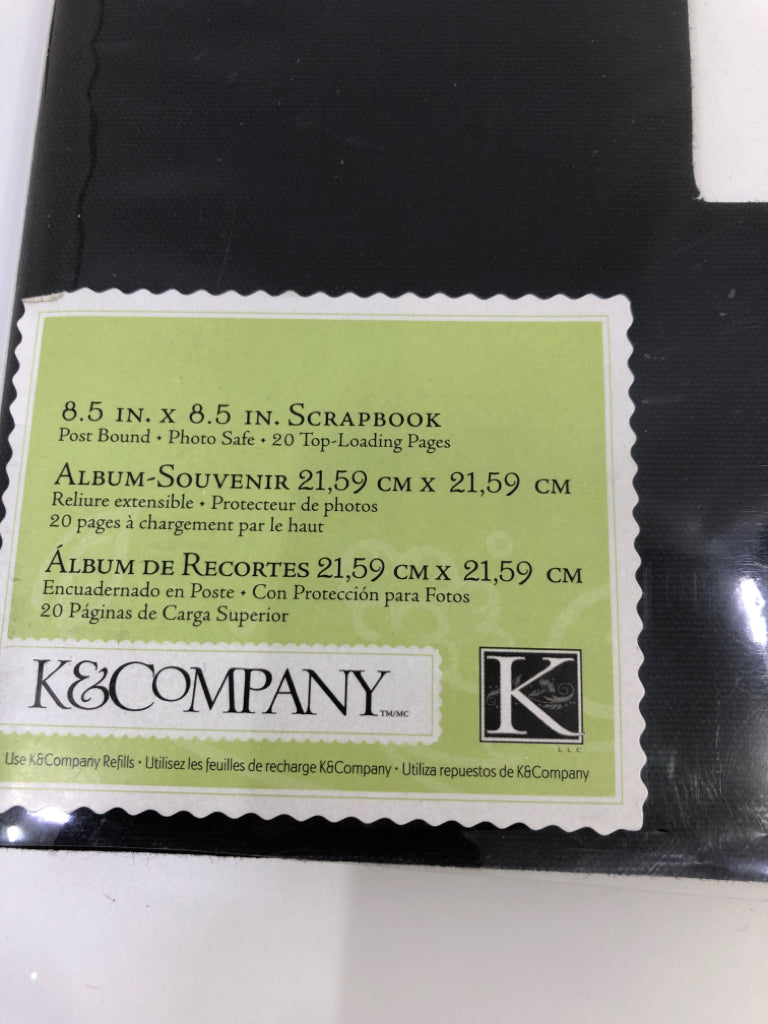 8.5 IN. X 8.5 IN. SCRAPBOOK
Post Bound • Photo Safe • 20 Top-Loading Pages
ALBUM-SOUVENIR 21,59 CM X 21,59 CM
Reliure extensible • Protecteur de photos
20 pages à chargement par le haut
ÁLBUM DE RECORTES 21,59 CM X 21,59 CM
Encuadernado en Poste • Con Protección para Fotos
20 Páginas de Carga Superior
K&COMPANY TM/MC
K
LLC
Use K&Company Refills • Utilisez les feuilles de recharge K&Company • Utiliza repuestos de K&Company